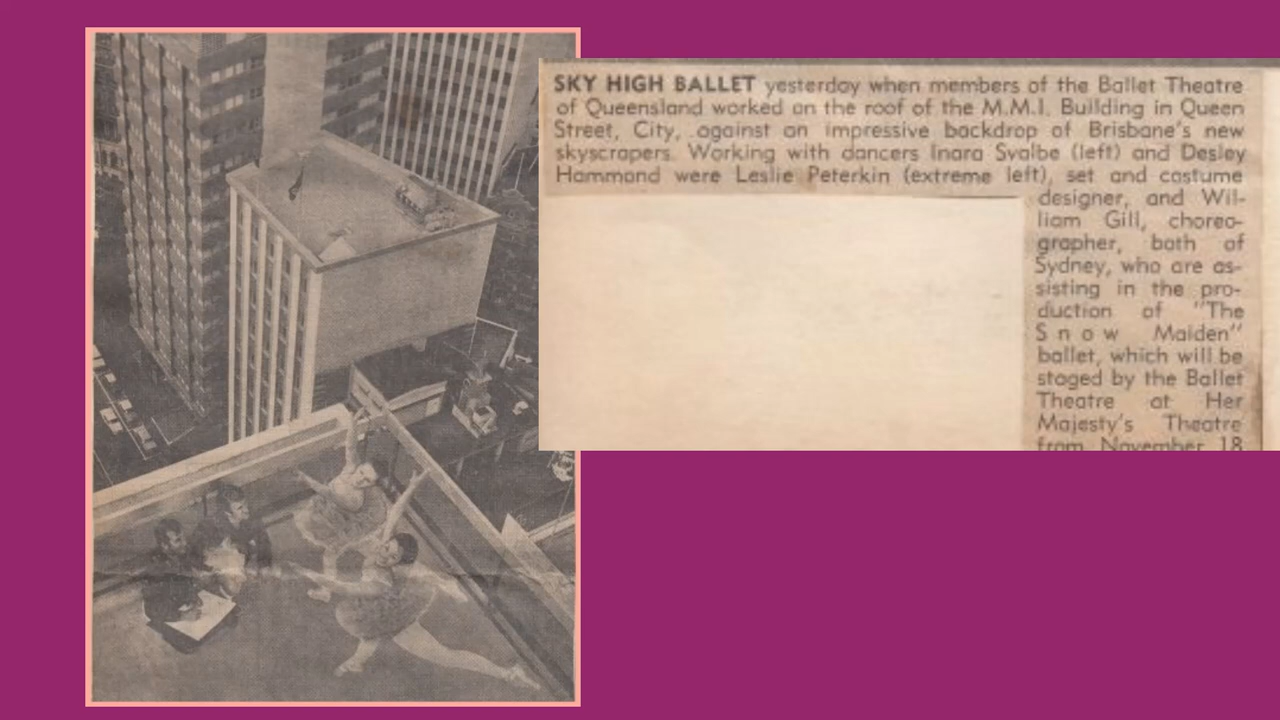 SKY HIGH BALLET yesterday when members of the Ballet Theatre
of Queensland worked on the roof of the M.M.I. Building in Queen
Street, City, against an impressive backdrop of Brisbane's new
skyscrapers. Working with dancers Inara Svalbe (left) and Desley
Hammond were Leslie Peterkin (extreme left), set and costume
designer, and Wil-
liam Gill, choreo-
grapher, both of
Sydney, who are as-
sisting in the pro-
duction of "The
Snow Maiden"
ballet, which will be
staged by the Ballet
Theatre at Her
Majesty's Theatre
from November 18